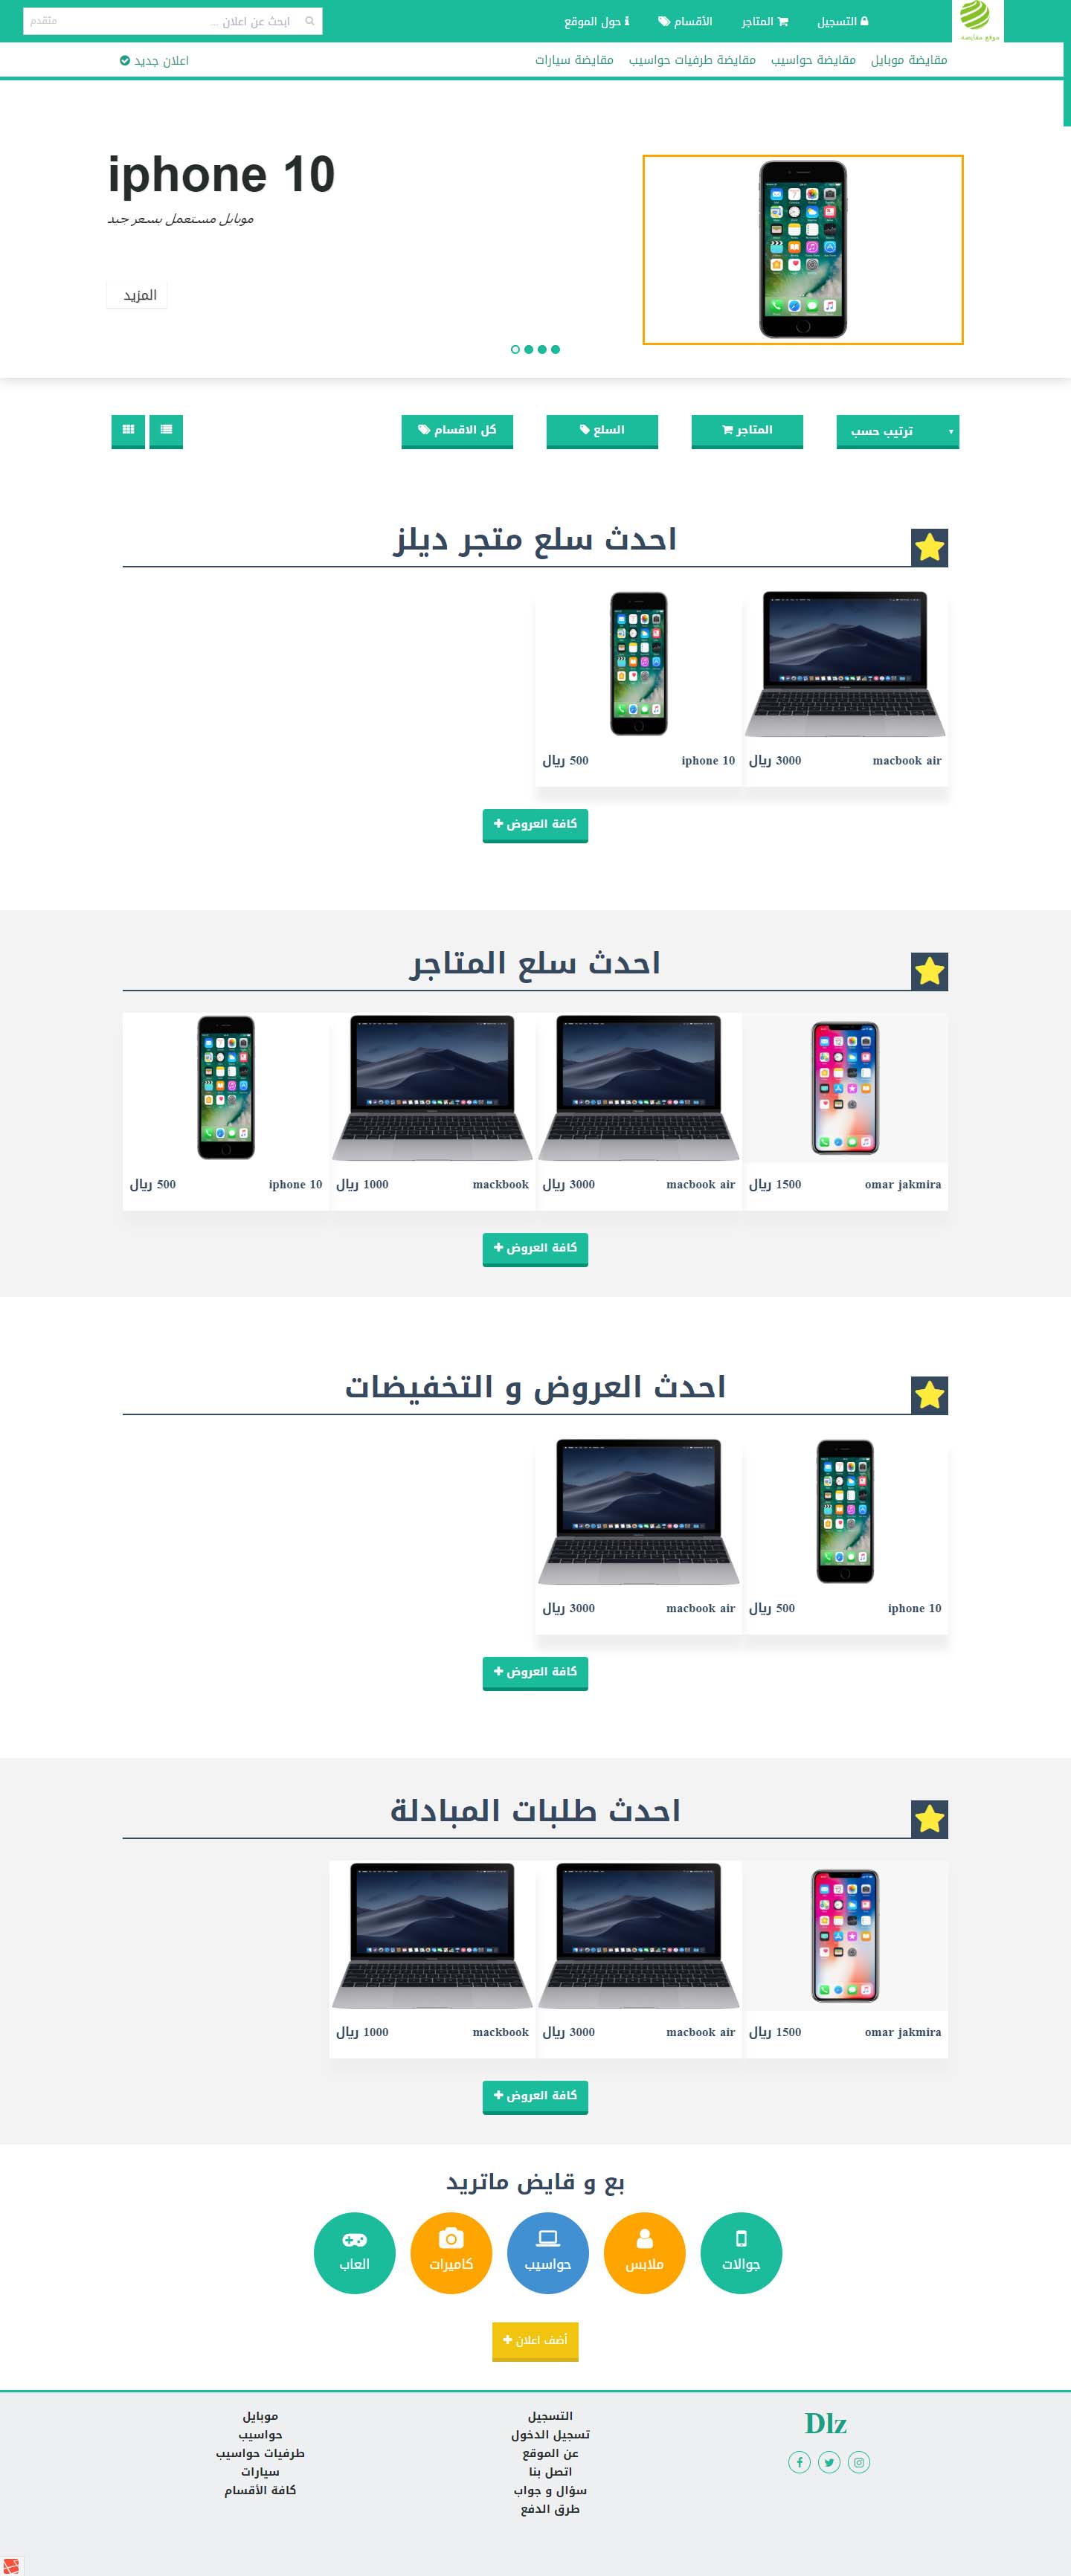 موقع مقايضة
التسجيل
المتاجر
الأقسام
حول الموقع
ابحث عن اعلان ...
متقدم
مقايضة موبايل
مقايضة حواسيب
مقايضة طرفيات حواسيب
مقايضة سيارات
اعلان جديد
iphone 10
موبايل مستعمل بسعر جيد
المزيد
ترتيب حسب
المتاجر
السلع
كل الاقسام
احدث سلع متجر ديلز
macbook air 3000 ريال
iphone 10 500 ريال
كافة العروض
احدث سلع المتاجر
omar jakmira 1500 ريال
macbook air 3000 ريال
mackbook 1000 ريال
iphone 10 500 ريال
كافة العروض
احدث العروض و التخفيضات
iphone 10 500 ريال
macbook air 3000 ريال
كافة العروض
احدث طلبات المبادلة
omar jakmira 1500 ريال
macbook air 3000 ريال
mackbook 1000 ريال
كافة العروض
بع و قايض ماتريد
جوالات
ملابس
حواسيب
كاميرات
العاب
أضف اعلان
Dlz
التسجيل
تسجيل الدخول
عن الموقع
اتصل بنا
سؤال و جواب
طرق الدفع
موبايل
حواسيب
طرفيات حواسيب
سيارات
كافة الأقسام